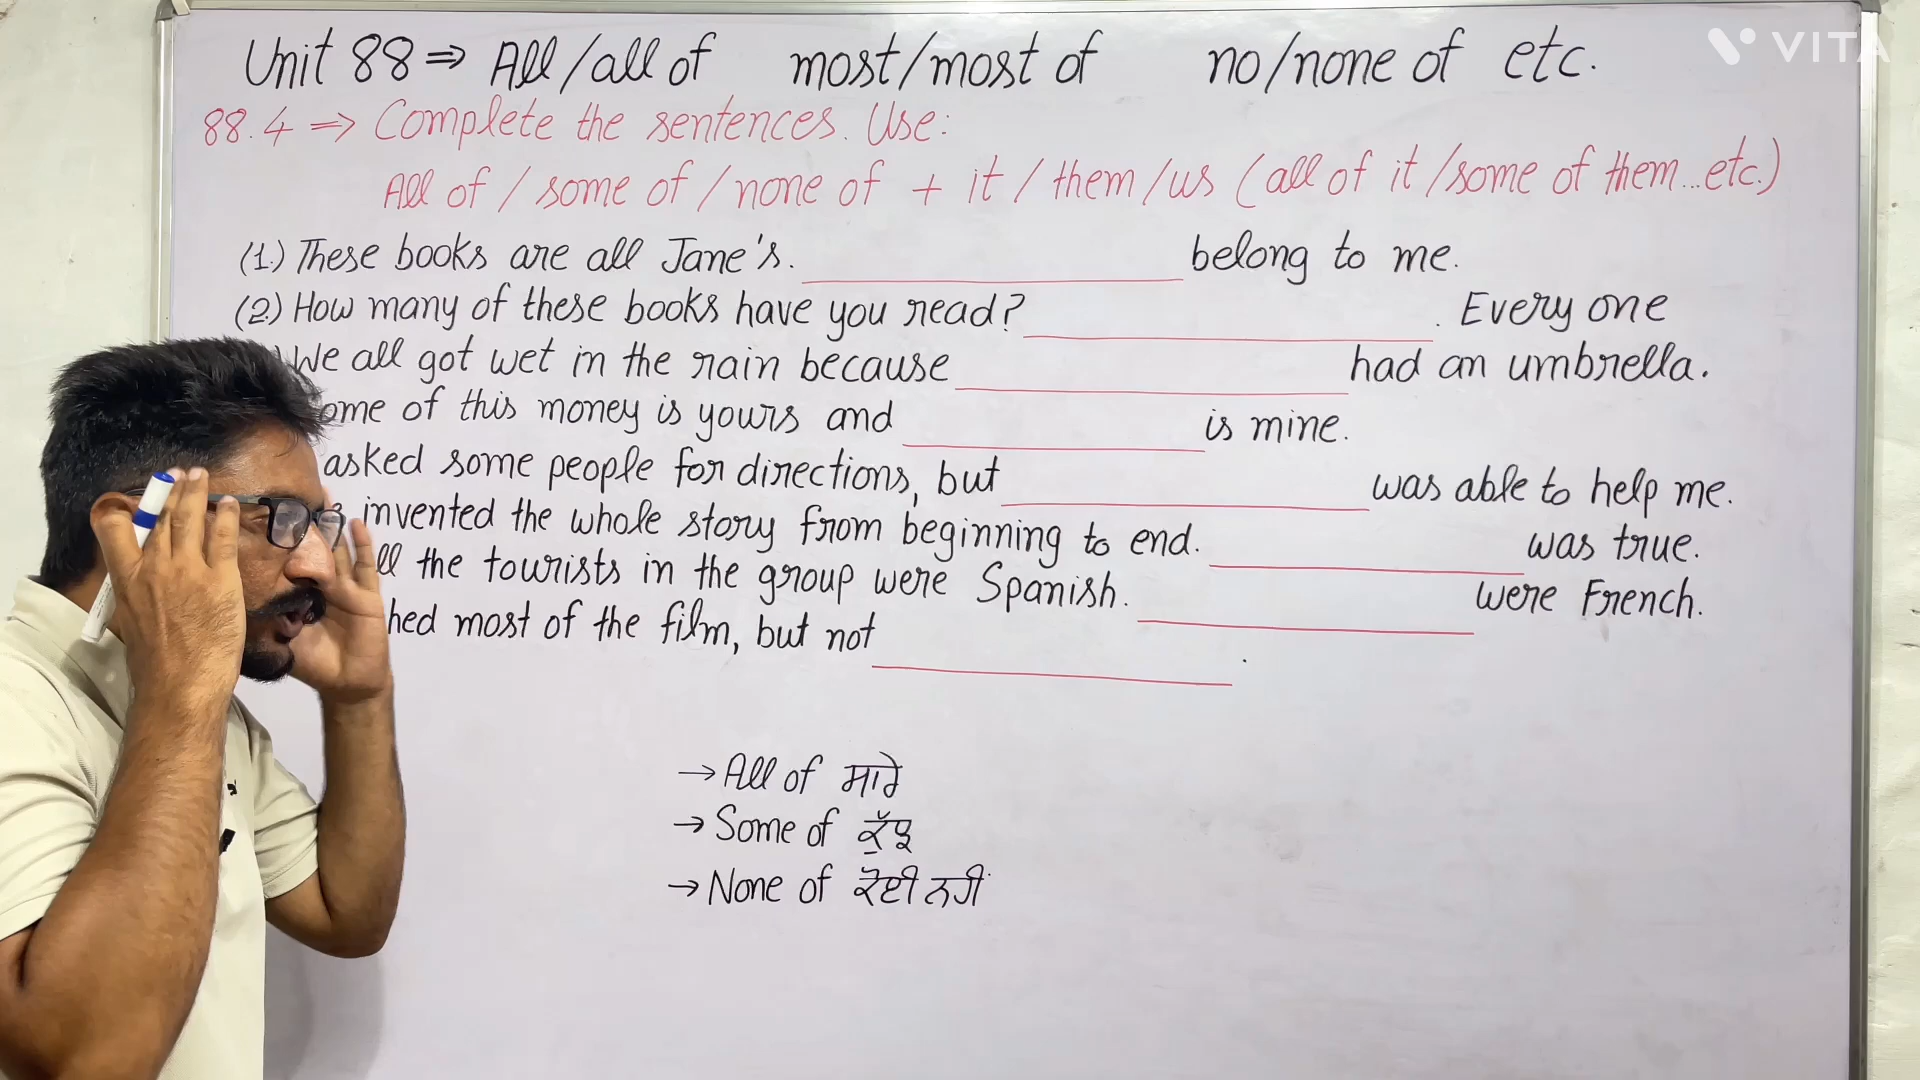 Unit 88 ⇒ All/all of most/most of no/none of etc.
VITA
88.4 ⇒ Complete the sentences. Use:
All of / some of / none of + it / them / us (all of it / some of them...etc.)
(1.) These books are all Jane's. belong to me.
(2.) How many of these books have you read? . Every one
) We all got wet in the rain because had an umbrella.
ome of this money is yours and is mine.
asked some people for directions, but was able to help me.
invented the whole story from beginning to end. was true.
ll the tourists in the group were Spanish. were French.
hed most of the film, but not .
→ All of ਸਾਰੇ
→ Some of ਕੁੱਝ
→ None of ਕੋਈ ਨਹੀਂ